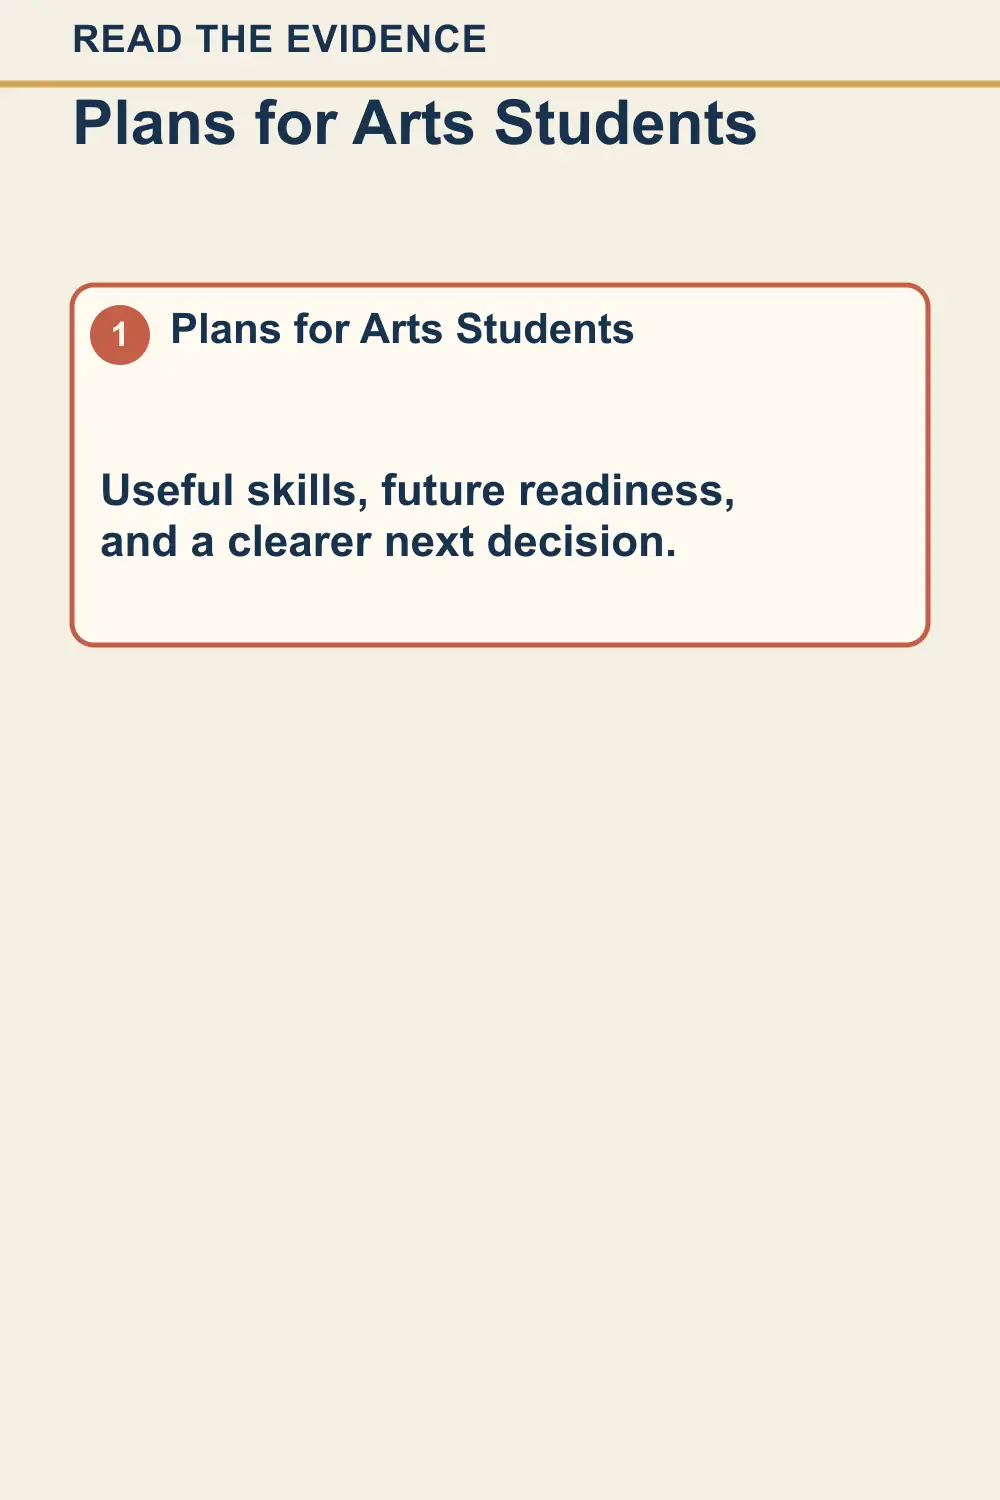 READ THE EVIDENCE
Plans for Arts Students
1 Plans for Arts Students
Useful skills, future readiness,
and a clearer next decision.